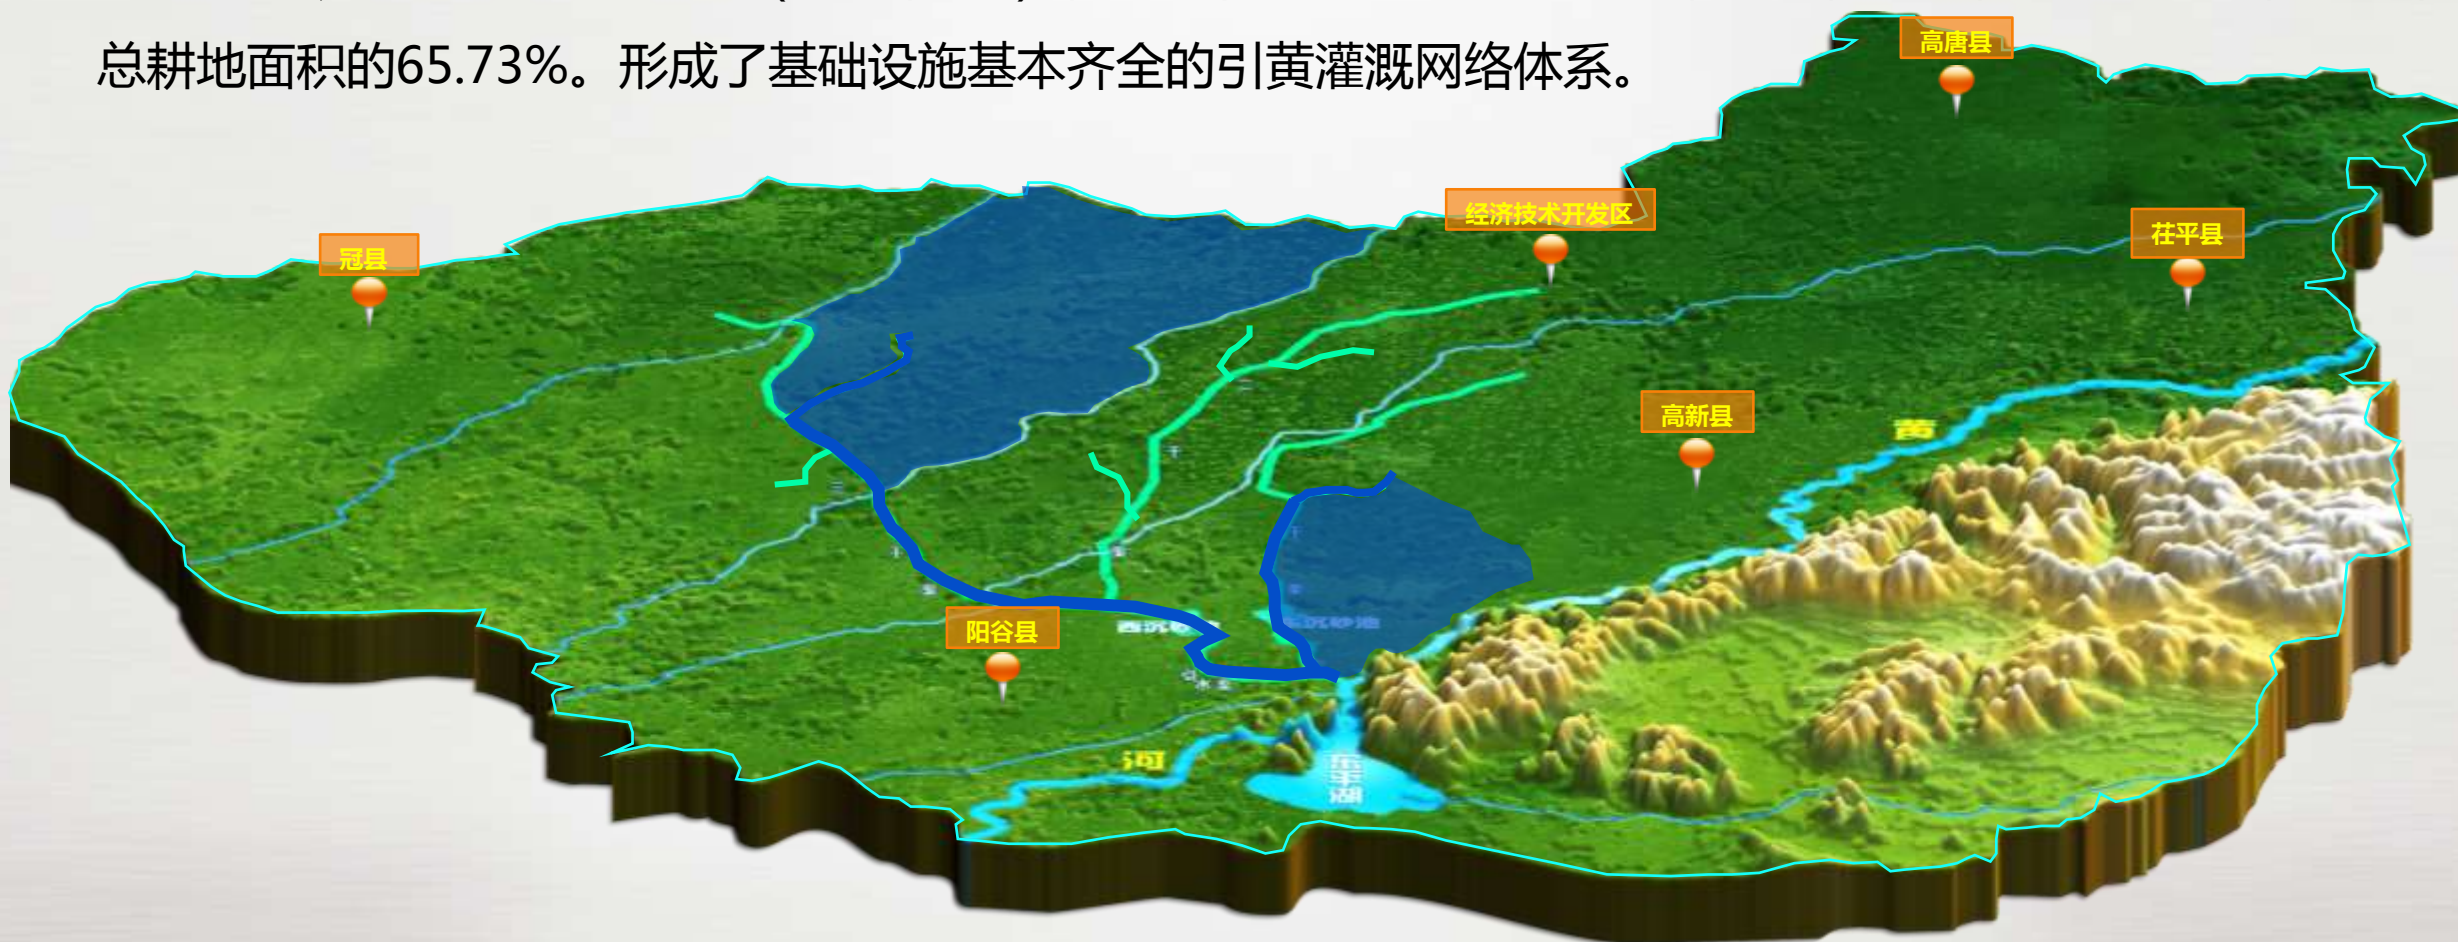 总耕地面积的65.73%。形成了基础设施基本齐全的引黄灌溉网络体系。
高唐县
经济技术开发区
茌平县
冠县
高新县
黄
阳谷县
河
东平湖